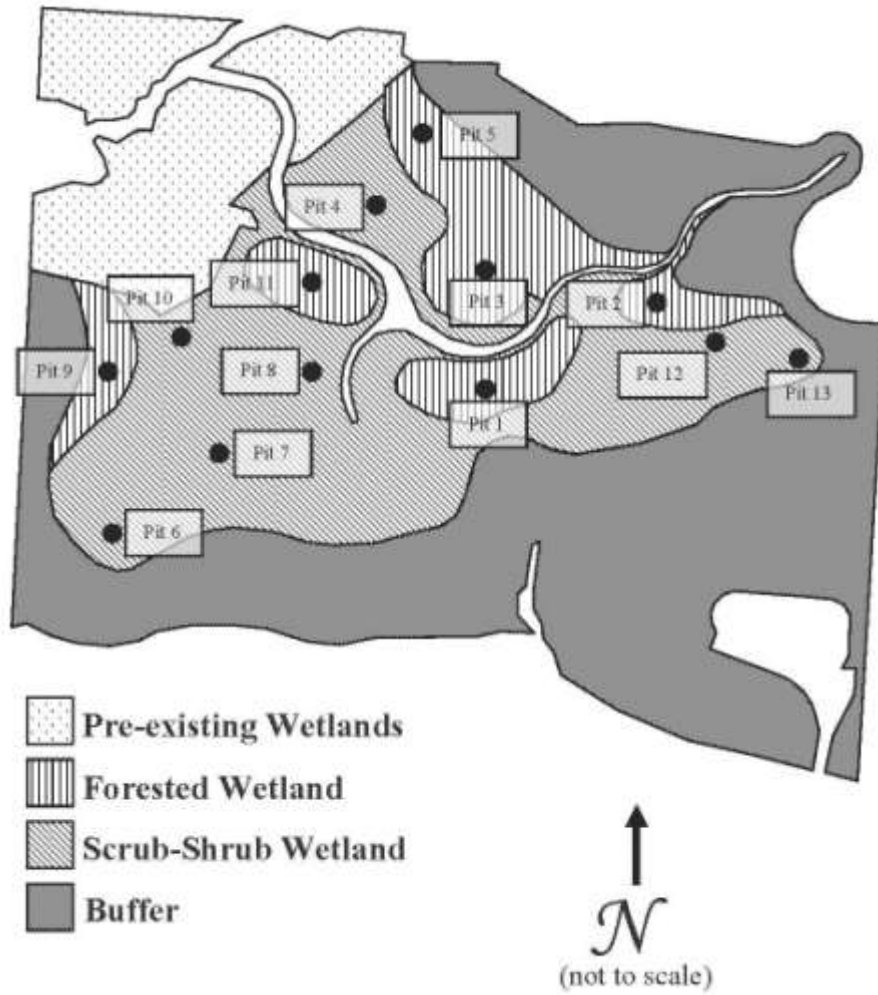 Pit 5
Pit 4
Pit 11
Pit 10
Pit 3
Pit 2
Pit 9
Pit 8
Pit 12
Pit 13
Pit 1
Pit 7
Pit 6
Pre-existing Wetlands
Forested Wetland
Scrub-Shrub Wetland
Buffer
N
(not to scale)